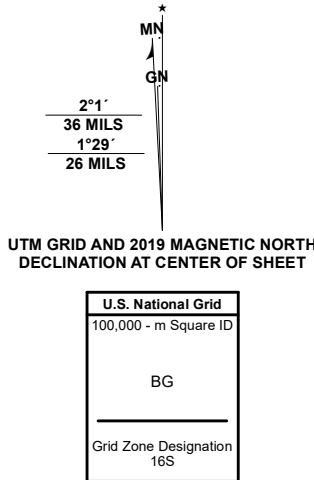 MN
GN
2°1´
36 MILS
1°29´
26 MILS
UTM GRID AND 2019 MAGNETIC NORTH
DECLINATION AT CENTER OF SHEET
U.S. National Grid
100,000 - m Square ID
BG
Grid Zone Designation
16S